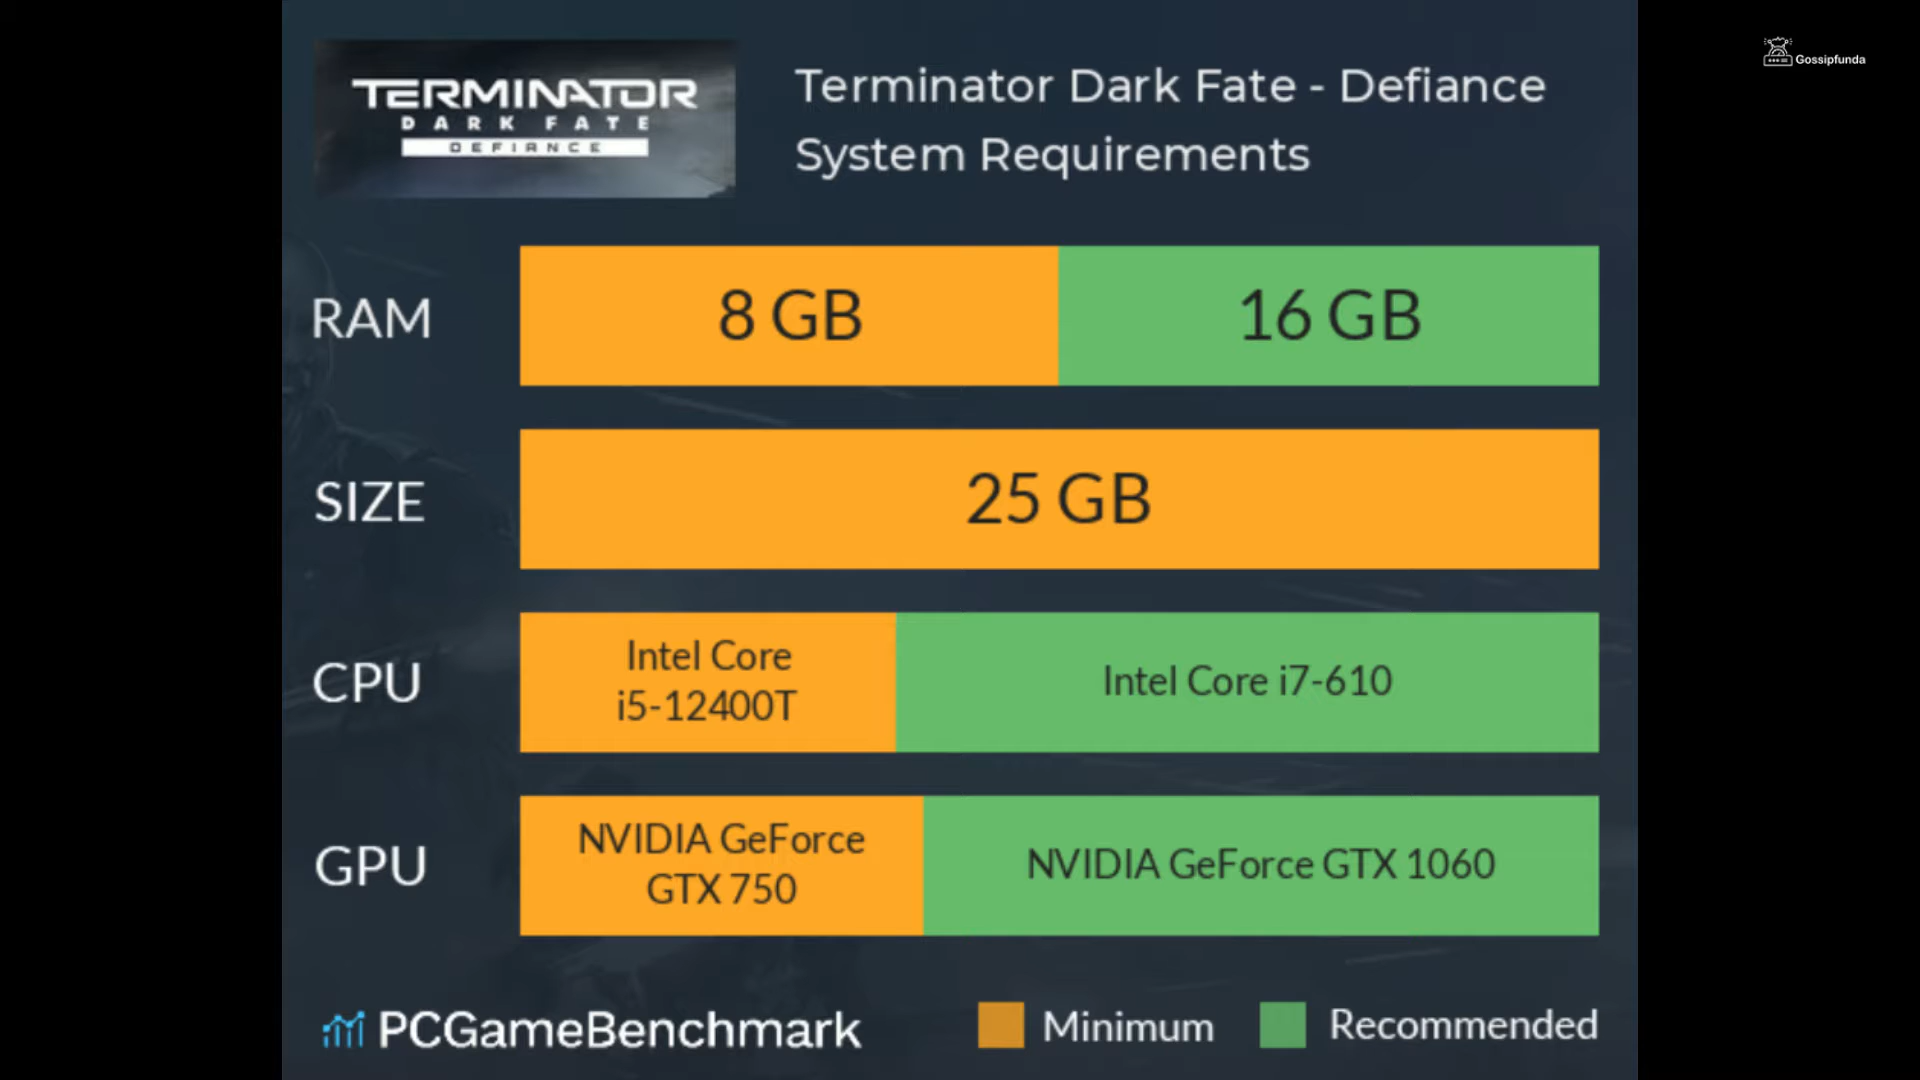 TERMINATOR
DARK FATE
DEFIANCE
Terminator Dark Fate - Defiance
System Requirements
Gossipfunda
RAM
8 GB
16 GB
SIZE
25 GB
CPU
Intel Core
i5-12400T
Intel Core i7-610
GPU
NVIDIA GeForce
GTX 750
NVIDIA GeForce GTX 1060
PCGameBenchmark
Minimum
Recommended